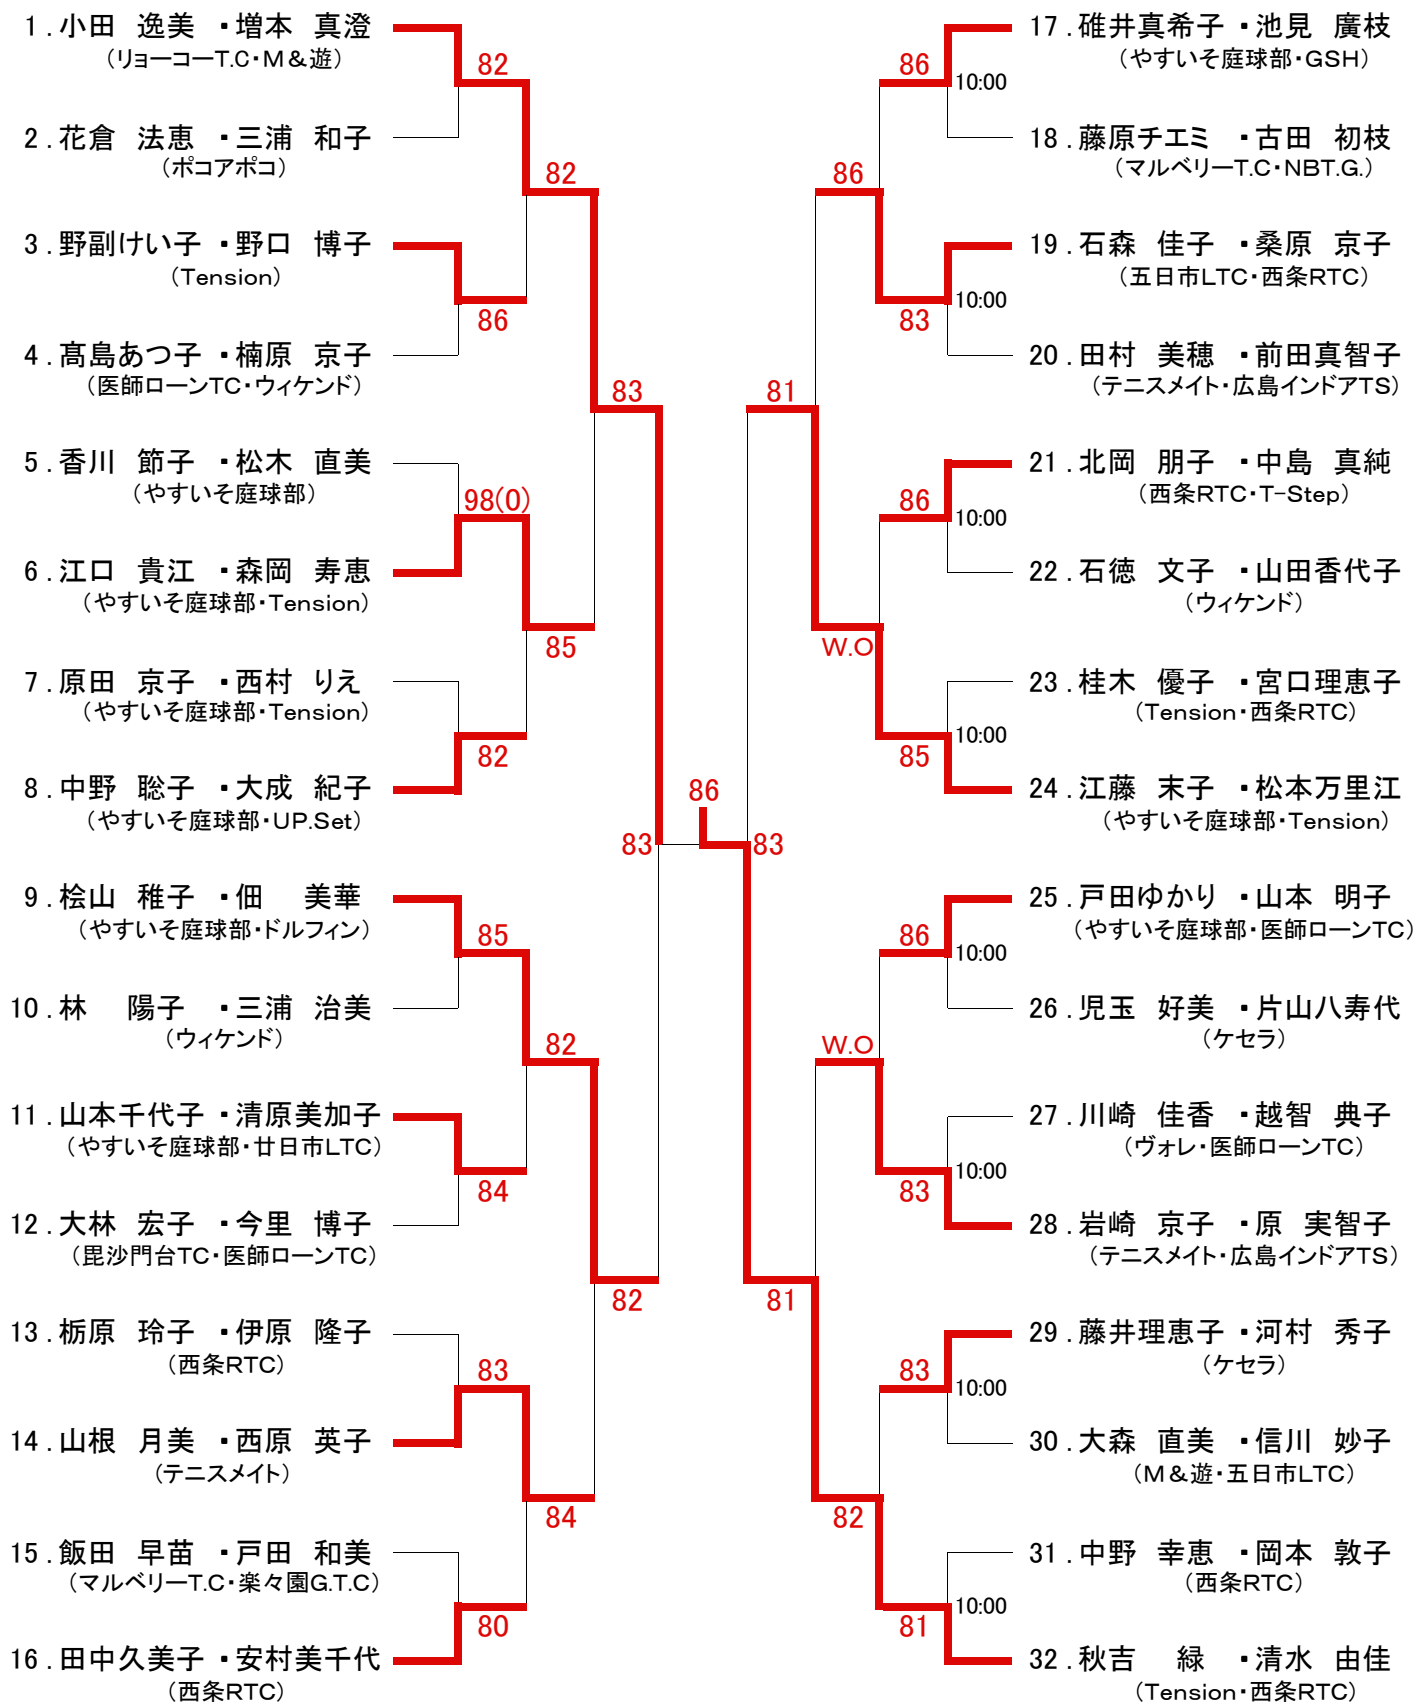 1.小田 逸美 ・増本 真澄
(リョーコーT.C・M&遊)
82
2.花倉 法恵 ・三浦 和子
(ポコアポコ)
82
3.野副けい子 ・野口 博子
(Tension)
86
4.髙島あつ子 ・楠原 京子
(医師ローンTC・ウィケンド)
83
5.香川 節子 ・松木 直美
(やすいそ庭球部)
98(0)
6.江口 貴江 ・森岡 寿恵
(やすいそ庭球部・Tension)
85
7.原田 京子 ・西村 りえ
(やすいそ庭球部・Tension)
82
8.中野 聡子 ・大成 紀子
(やすいそ庭球部・UP.Set)
83
9.桧山 稚子 ・佃 美華
(やすいそ庭球部・ドルフィン)
85
10.林 陽子 ・三浦 治美
(ウィケンド)
82
11.山本千代子 ・清原美加子
(やすいそ庭球部・廿日市LTC)
84
12.大林 宏子 ・今里 博子
(毘沙門台TC・医師ローンTC)
82
13.栃原 玲子 ・伊原 隆子
(西条RTC)
83
14.山根 月美 ・西原 英子
(テニスメイト)
84
15.飯田 早苗 ・戸田 和美
(マルベリーT.C・楽々園G.T.C)
80
16.田中久美子 ・安村美千代
(西条RTC)
86
17.碓井真希子 ・池見 廣枝
(やすいそ庭球部・GSH)
86
10:00
18.藤原チエミ ・古田 初枝
(マルベリーT.C・NBT.G.)
86
19.石森 佳子 ・桑原 京子
(五日市LTC・西条RTC)
10:00
83
20.田村 美穂 ・前田真智子
(テニスメイト・広島インドアTS)
81
21.北岡 朋子 ・中島 真純
(西条RTC・T-Step)
86
10:00
22.石徳 文子 ・山田香代子
(ウィケンド)
W.O
23.桂木 優子 ・宮口理恵子
(Tension・西条RTC)
10:00
85
24.江藤 末子 ・松本万里江
(やすいそ庭球部・Tension)
83
25.戸田ゆかり ・山本 明子
(やすいそ庭球部・医師ローンTC)
86
10:00
26.児玉 好美 ・片山八寿代
(ケセラ)
W.O
27.川崎 佳香 ・越智 典子
(ヴォレ・医師ローンTC)
10:00
83
28.岩崎 京子 ・原 実智子
(テニスメイト・広島インドアTS)
81
29.藤井理恵子 ・河村 秀子
(ケセラ)
83
10:00
30.大森 直美 ・信川 妙子
(M&遊・五日市LTC)
82
31.中野 幸恵 ・岡本 敦子
(西条RTC)
10:00
81
32.秋吉 緑 ・清水 由佳
(Tension・西条RTC)